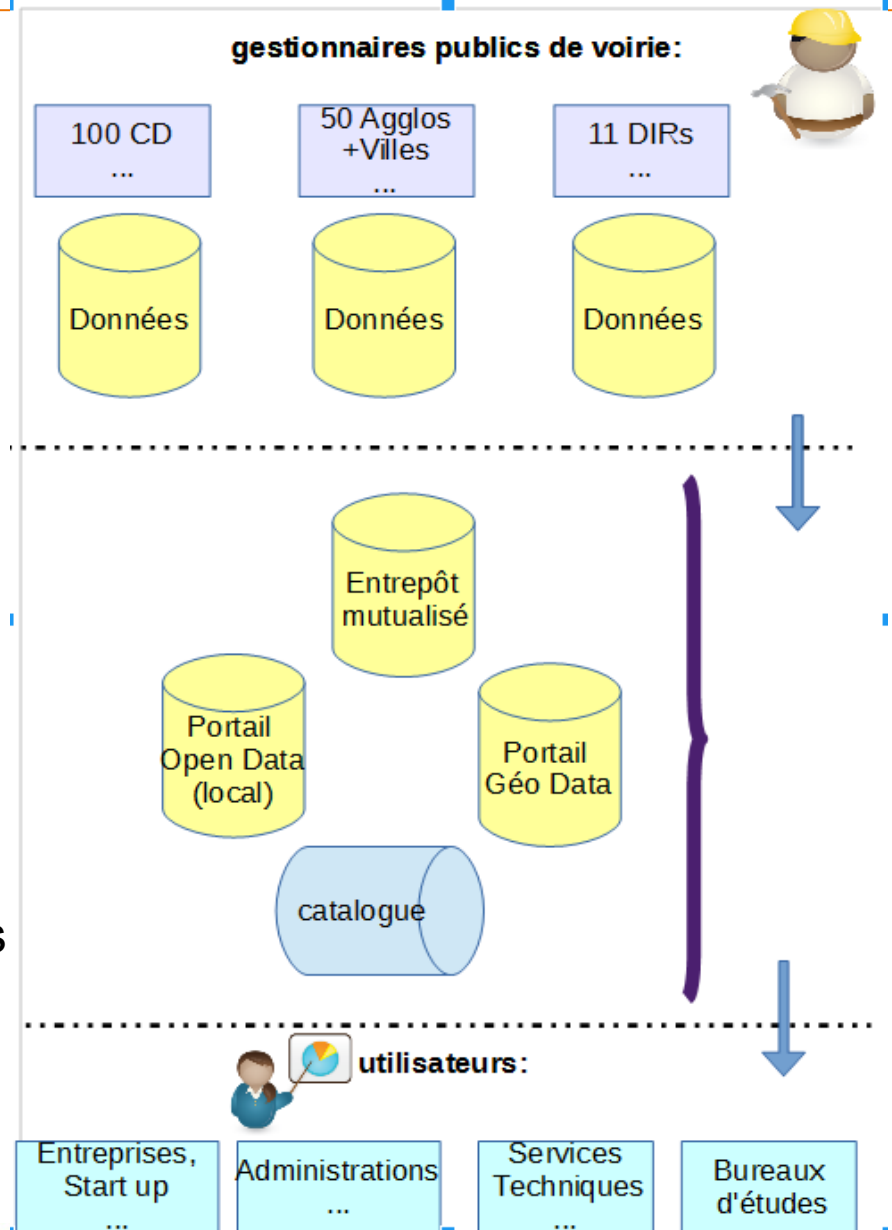 gestionnaires publics de voirie:
100 CD
...
50 Agglos
+Villes
...
11 DIRs
...
Données
Données
Données
Entrepôt
mutualisé
Portail
Open Data
(local)
Portail
Géo Data
catalogue
s
utilisateurs:
Entreprises,
Start up
...
Administrations
...
Services
Techniques
...
Bureaux
d'études